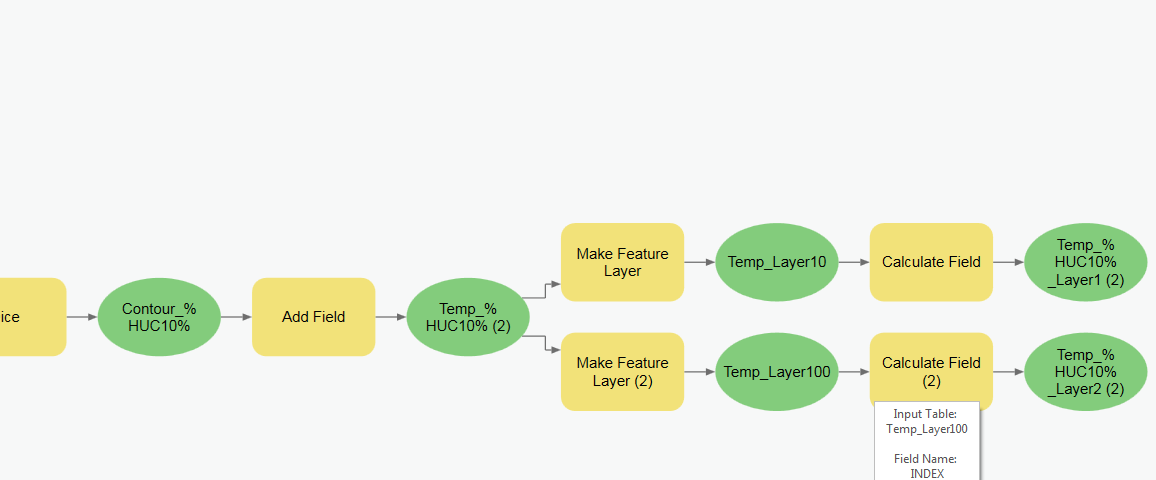 ice
Contour_%
HUC10%
Add Field
Temp_%
HUC10% (2)
Make Feature
Layer
Temp_Layer10
Calculate Field
Temp_%
HUC10%
_Layer1 (2)
Make Feature
Layer (2)
Temp_Layer100
Calculate Field
(2)
Temp_%
HUC10%
_Layer2 (2)
Input Table:
Temp_Layer100
Field Name:
INDEX